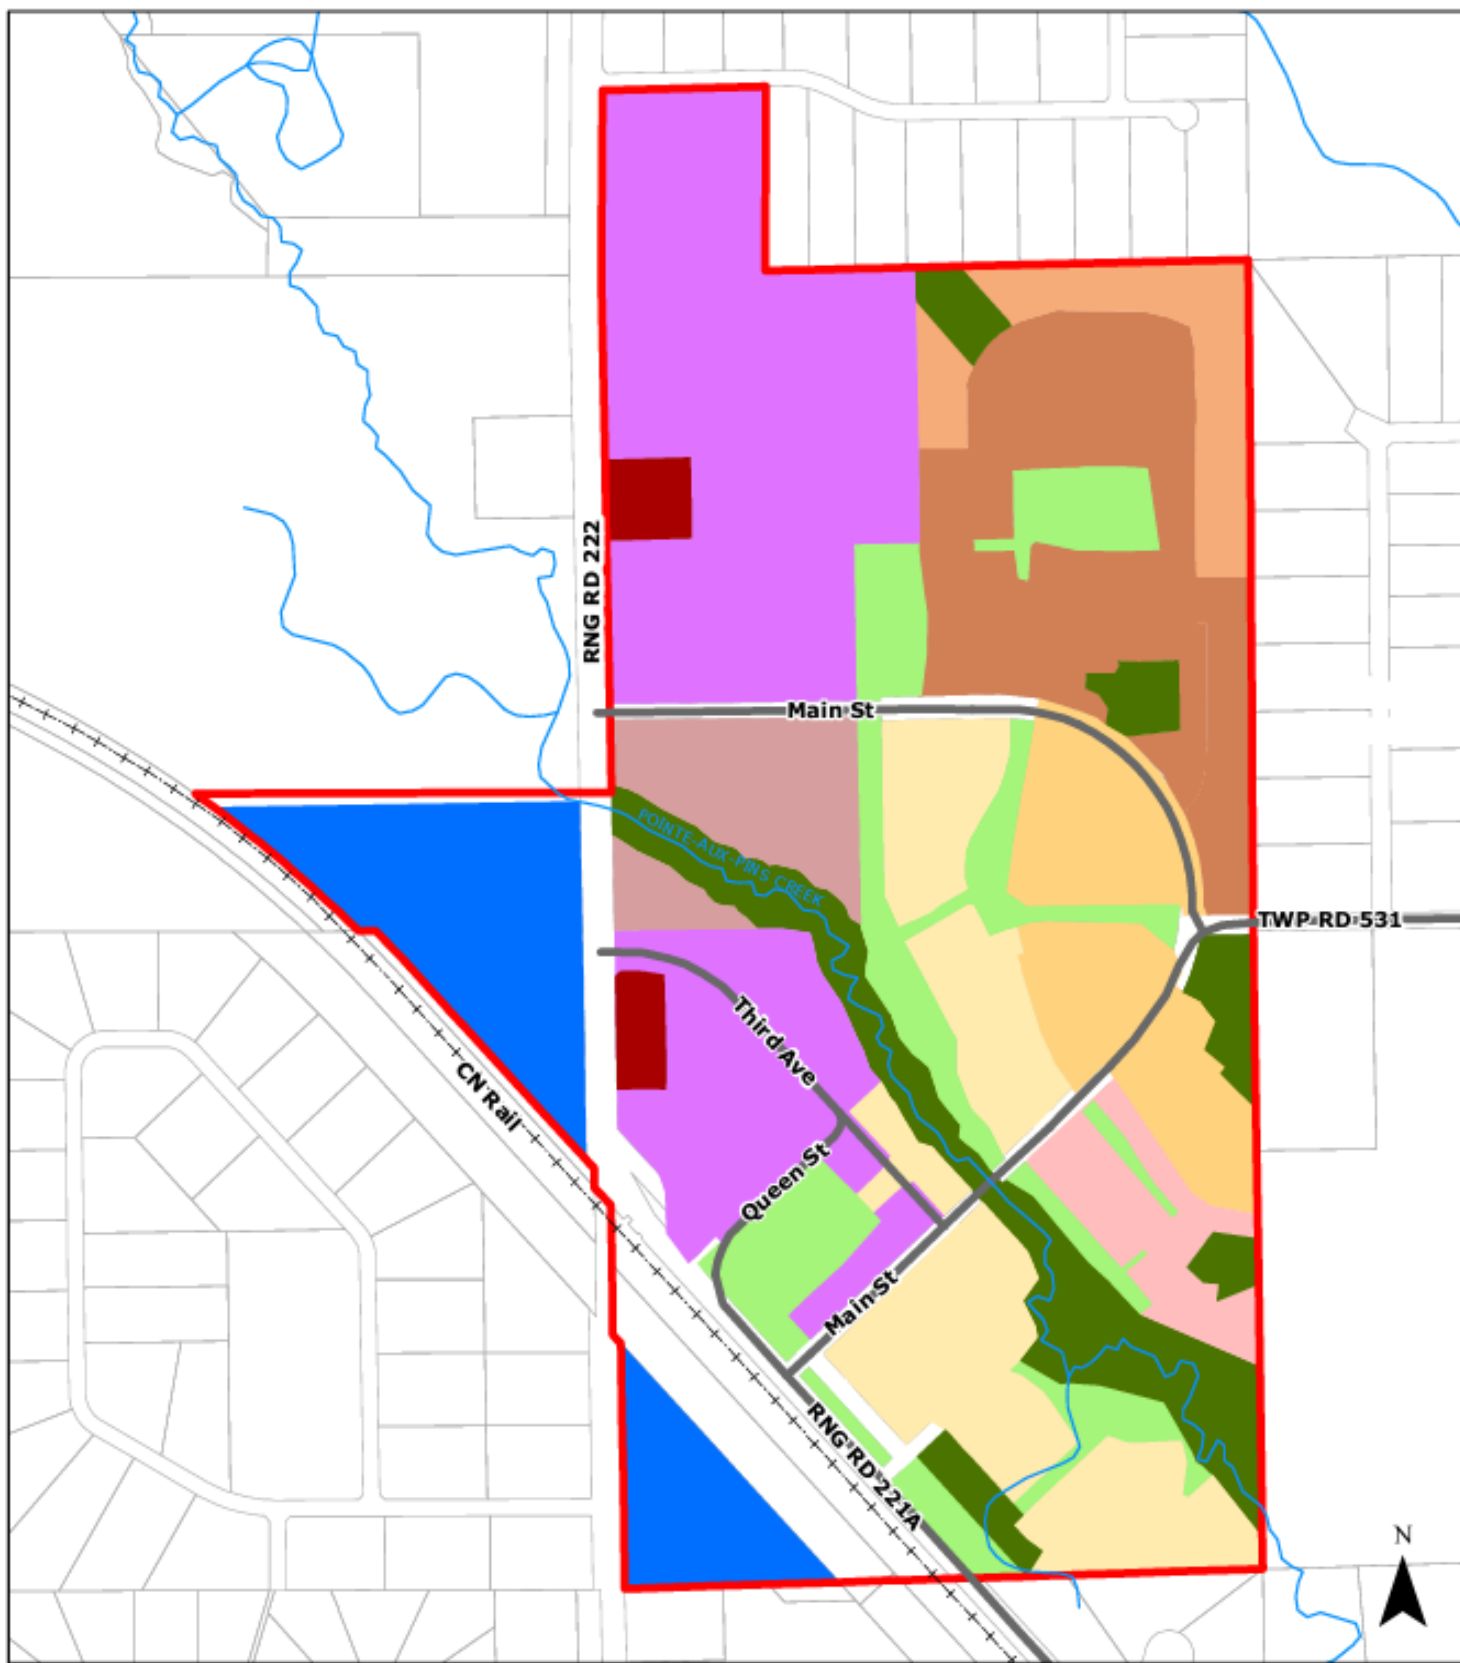 RNG RD 222
Main St
POINTE-AUX-PINS CREEK
TWP RD 531
Third Ave
CN Rail
Queen St
Main St
RNG RD 221A
N